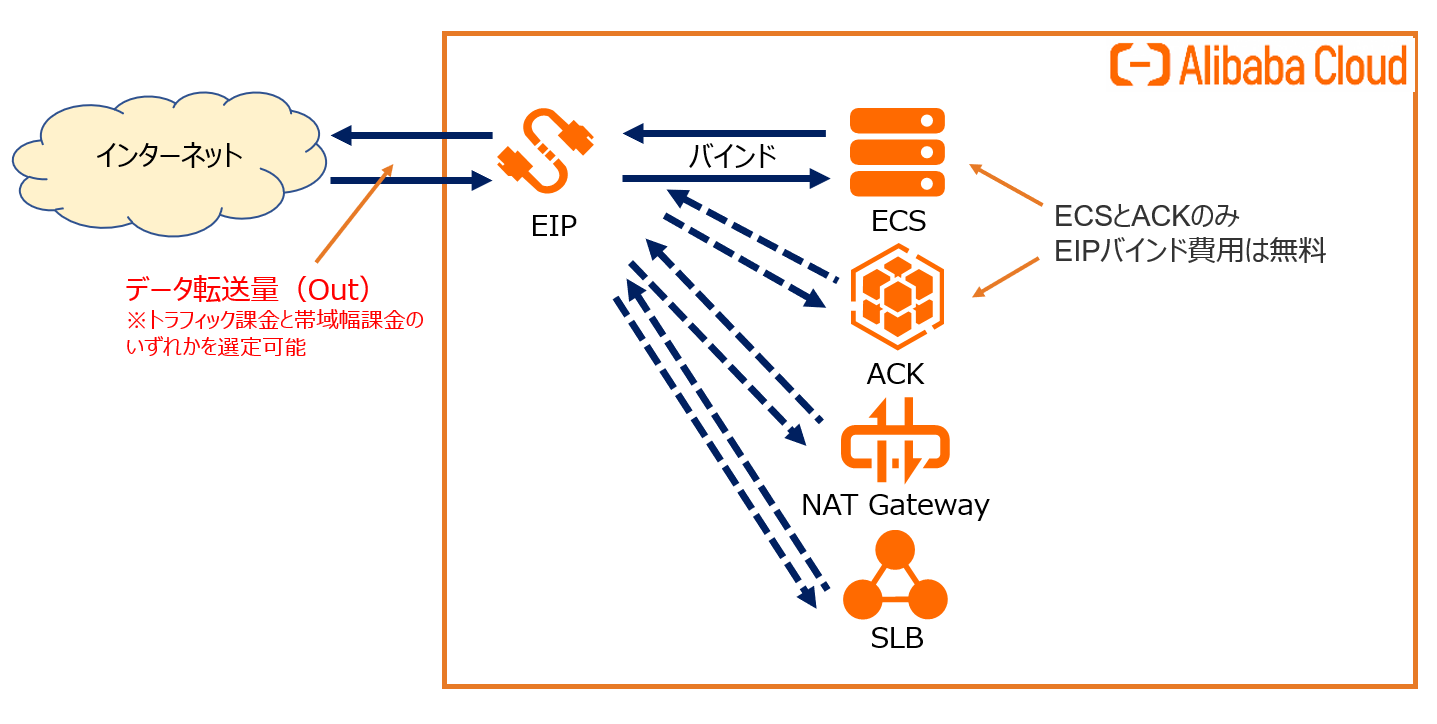 Alibaba Cloud
インターネット
バインド
EIP
ECS
ECSとACKのみ
EIPバインド費用は無料
データ転送量（Out）
※トラフィック課金と帯域幅課金の
いずれかを選定可能
ACK
NAT Gateway
SLB